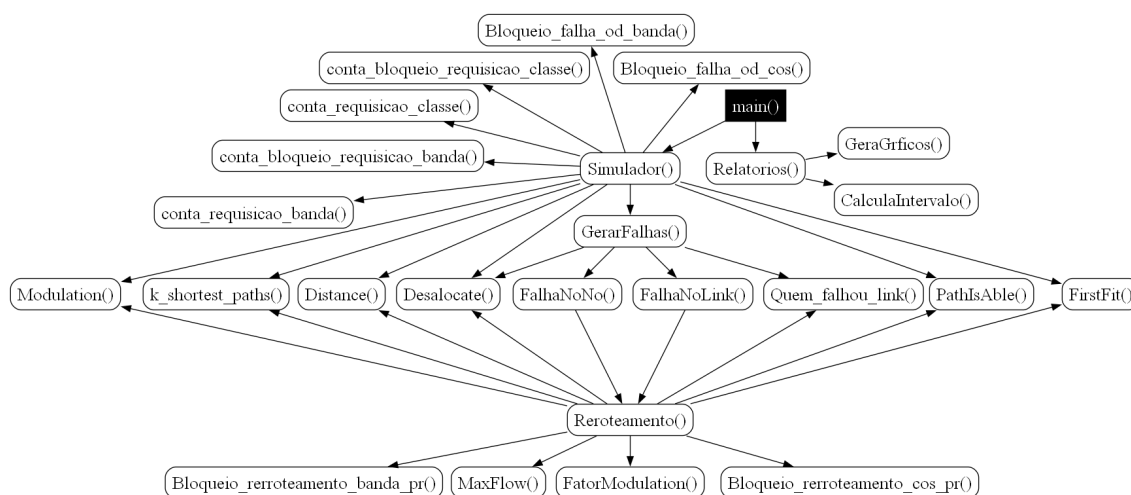 Bloqueio_falha_od_banda()
conta_bloqueio_requisicao_classe()
Bloqueio_falha_od_cos()
conta_requisicao_classe()
main()
GeraGrficos()
conta_bloqueio_requisicao_banda()
Simulador()
Relatorios()
CalculaIntervalo()
conta_requisicao_banda()
GerarFalhas()
Modulation()
k_shortest_paths()
Distance()
Desalocate()
FalhaNoNo()
FalhaNoLink()
Quem_falhou_link()
PathIsAble()
FirstFit()
Reroteamento()
Bloqueio_rerroteamento_banda_pr()
MaxFlow()
FatorModulation()
Bloqueio_rerroteamento_cos_pr()